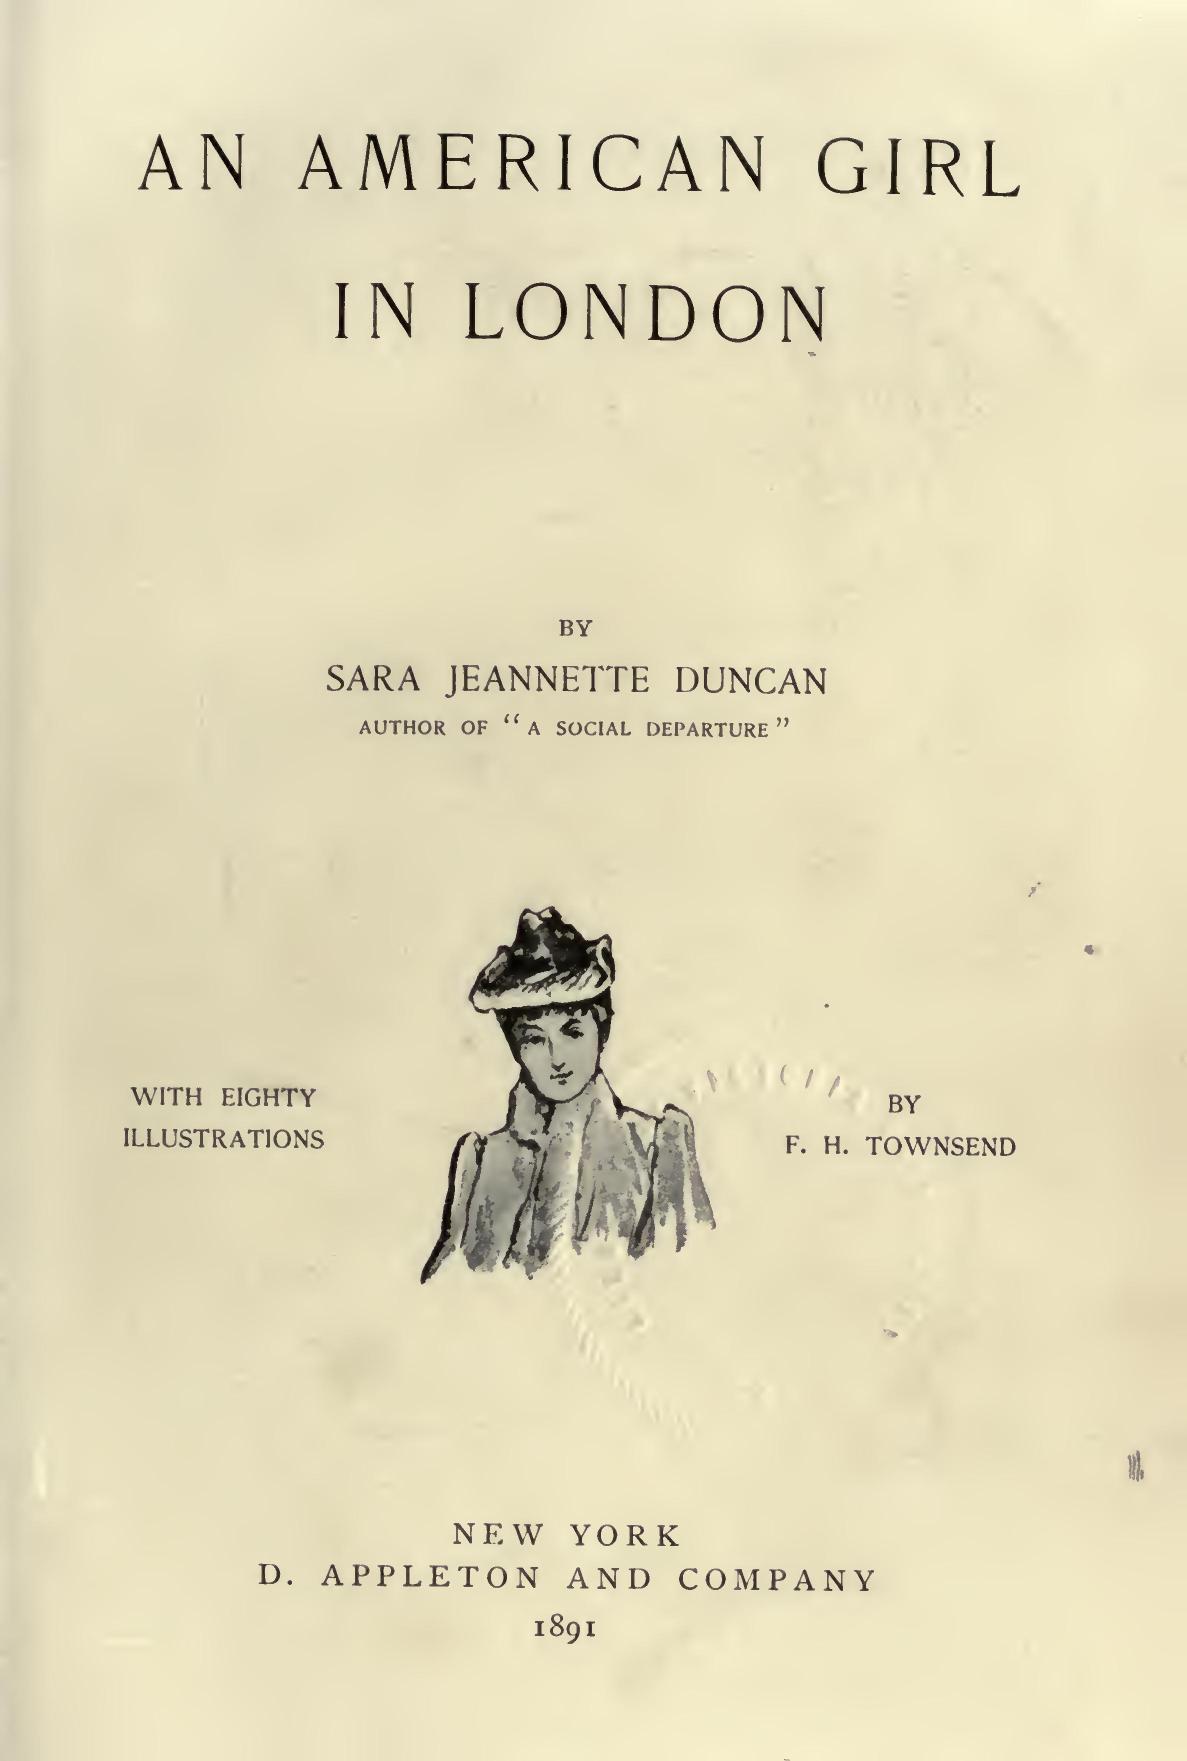 AN AMERICAN GIRL
IN LONDON
BY
SARA JEANNETTE DUNCAN
AUTHOR OF "A SOCIAL DEPARTURE"
WITH EIGHTY
ILLUSTRATIONS
BY
F. H. TOWNSEND
NEW YORK
D. APPLETON AND COMPANY
1891